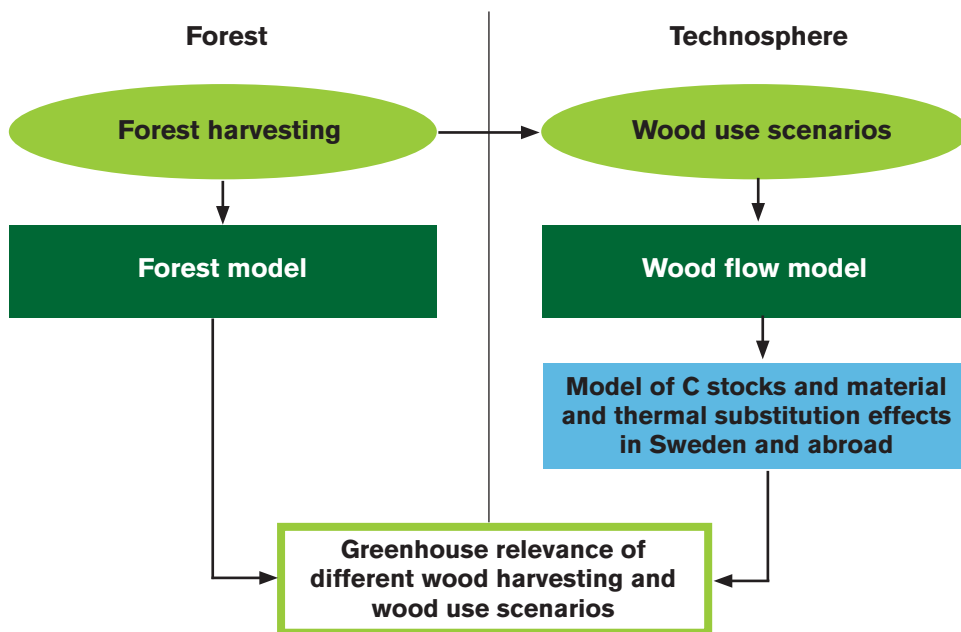 Forest
Technosphere
Forest harvesting
Wood use scenarios
Forest model
Wood flow model
Model of C stocks and material
and thermal substitution effects
in Sweden and abroad
Greenhouse relevance of
different wood harvesting and
wood use scenarios